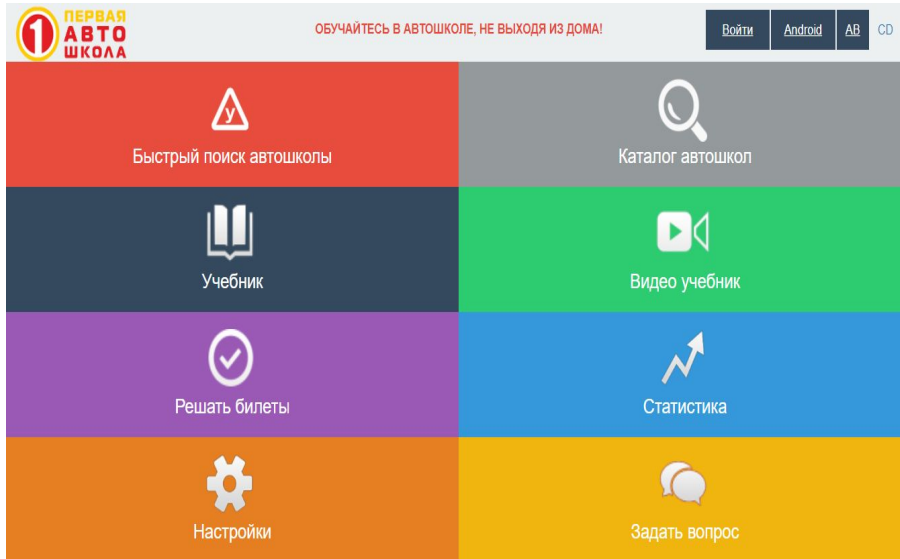 1 ПЕРВАЯ
АВТО
ШКОЛА
ОБУЧАЙТЕСЬ В АВТОШКОЛЕ, НЕ ВЫХОДЯ ИЗ ДОМА!
Войти Android AB CD
У
Быстрый поиск автошколы
Каталог автошкол
Учебник
Видео учебник
Решать билеты
Статистика
Настройки
Задать вопрос